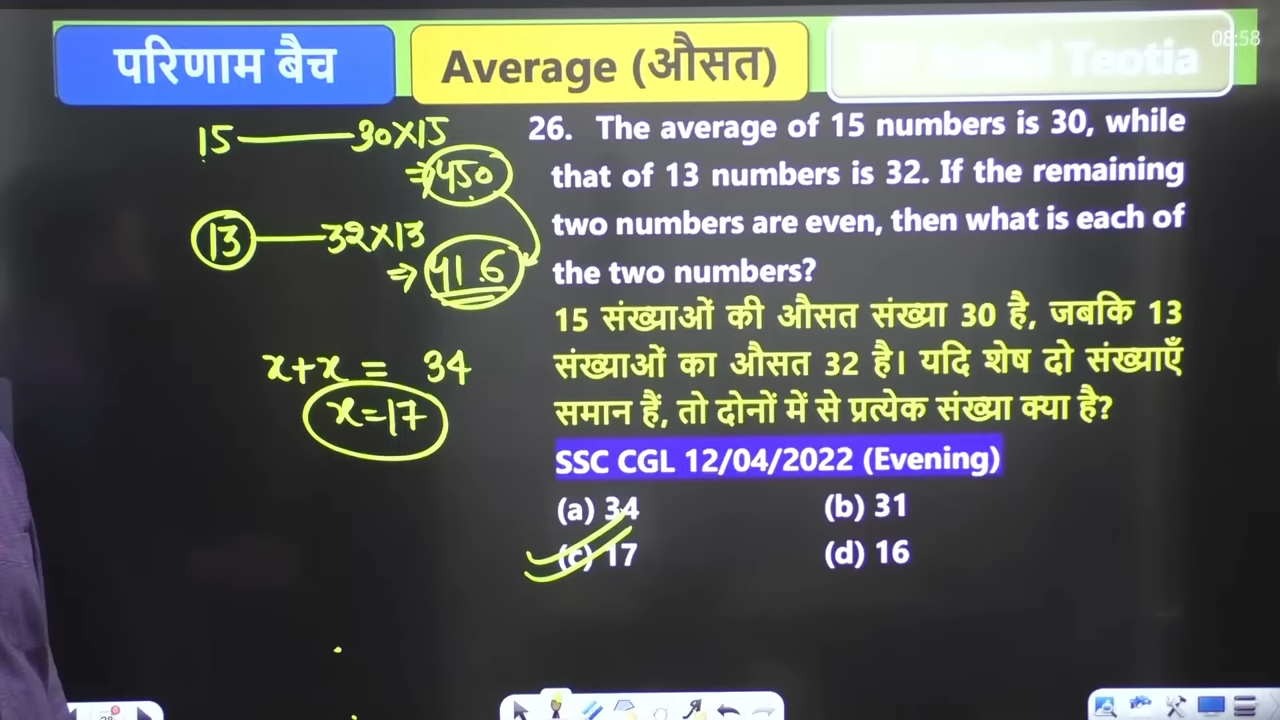 परिणाम बैच
Average (औसत)
Teotia
08:58
15 — 30×15
⇒ 450
13 — 32×13
⇒ 41.6
x+x = 34
x=17
26. The average of 15 numbers is 30, while
that of 13 numbers is 32. If the remaining
two numbers are even, then what is each of
the two numbers?
15 संख्याओं की औसत संख्या 30 है, जबकि 13
संख्याओं का औसत 32 है। यदि शेष दो संख्याएँ
समान हैं, तो दोनों में से प्रत्येक संख्या क्या है?
SSC CGL 12/04/2022 (Evening)
(a) 34 (b) 31
(c) 17 (d) 16